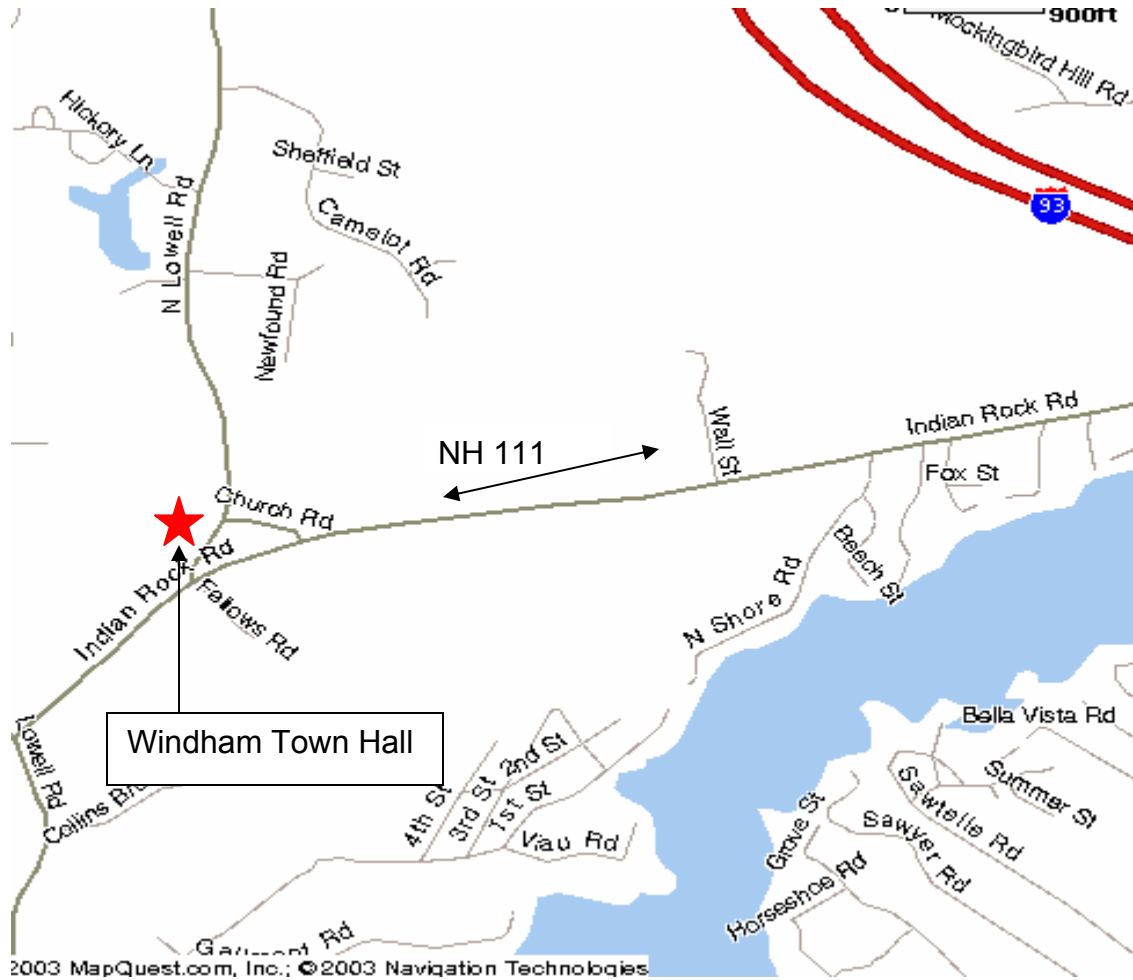 900ft
Mockingbird Hill Rd
Hickory Ln
Sheffield St
93
N Lowell Rd
Camelot Rd
Newfound Rd
Indian Rock Rd
Wall St
NH 111
Fox St
Church Rd
Indian Rock Rd
Beech St
Fellows Rd
N Shore Rd
Windham Town Hall
Bella Vista Rd
Lowell Rd
2nd St
Summer St
Collins
4th St
3rd St
1st St
Sawtelle Rd
Viau Rd
Grove St
Sawyer Rd
Horseshoe Rd
Rd
2003 MapQuest.com, Inc.; ©2003 Navigation Technologies